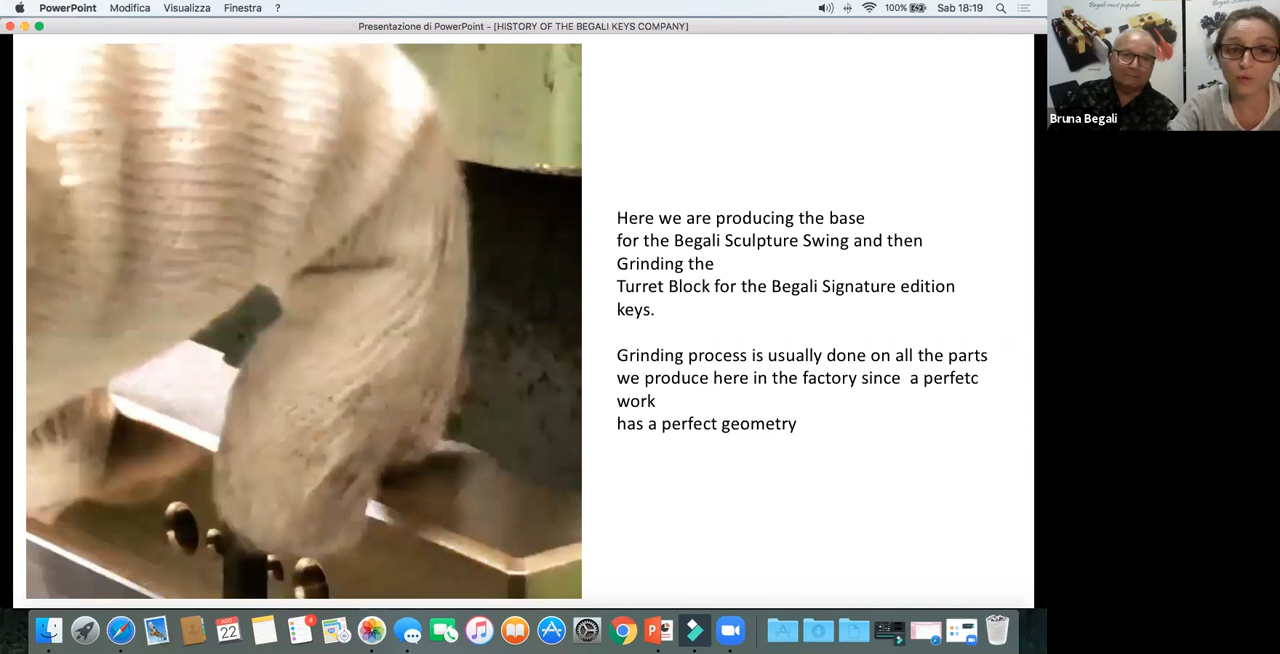 PowerPoint Modifica Visualizza Finestra ? 100% Sab 18:19
Presentazione di PowerPoint - [HISTORY OF THE BEGALI KEYS COMPANY]
Here we are producing the base
for the Begali Sculpture Swing and then
Grinding the
Turret Block for the Begali Signature edition
keys.
Grinding process is usually done on all the parts
we produce here in the factory since a perfetc
work
has a perfect geometry
Bruna Begali
AGO
22
4